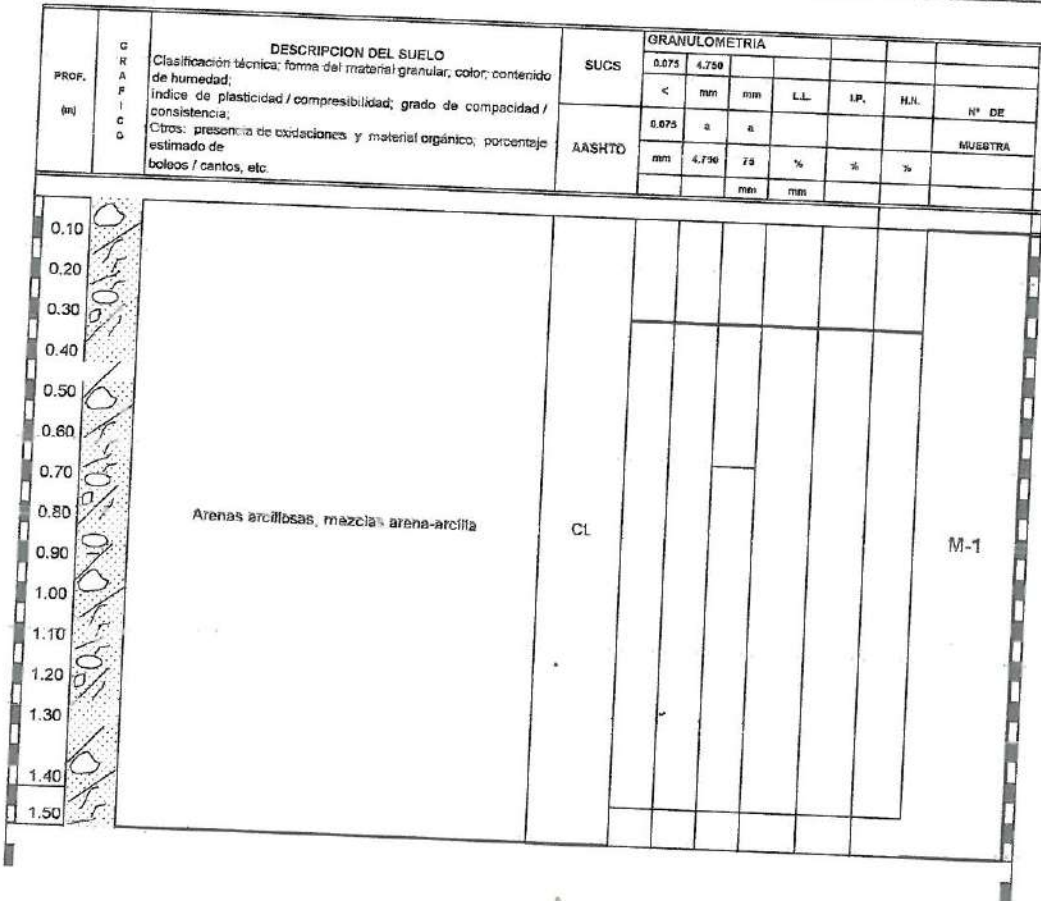 PROF.
(m)
GRAFICO
DESCRIPCION DEL SUELO
Clasificación técnica; forma del material granular; color; contenido
de humedad;
índice de plasticidad / compresibilidad; grado de compacidad /
consistencia;
Otros: presencia de oxidaciones y material orgánico; porcentaje
estimado de
boleos / cantos, etc.
SUCS
AASHTO
GRANULOMETRIA
0.075 4.750
< mm mm L.L. I.P. H.N.
0.075 a a
mm 4.750 75 % % %
mm mm
N° DE
MUESTRA
0.10
0.20
0.30
0.40
0.50
0.60
0.70
0.80
0.90
1.00
1.10
1.20
1.30
1.40
1.50
Arenas arcillosas, mezclas arena-arcilla
CL
M-1